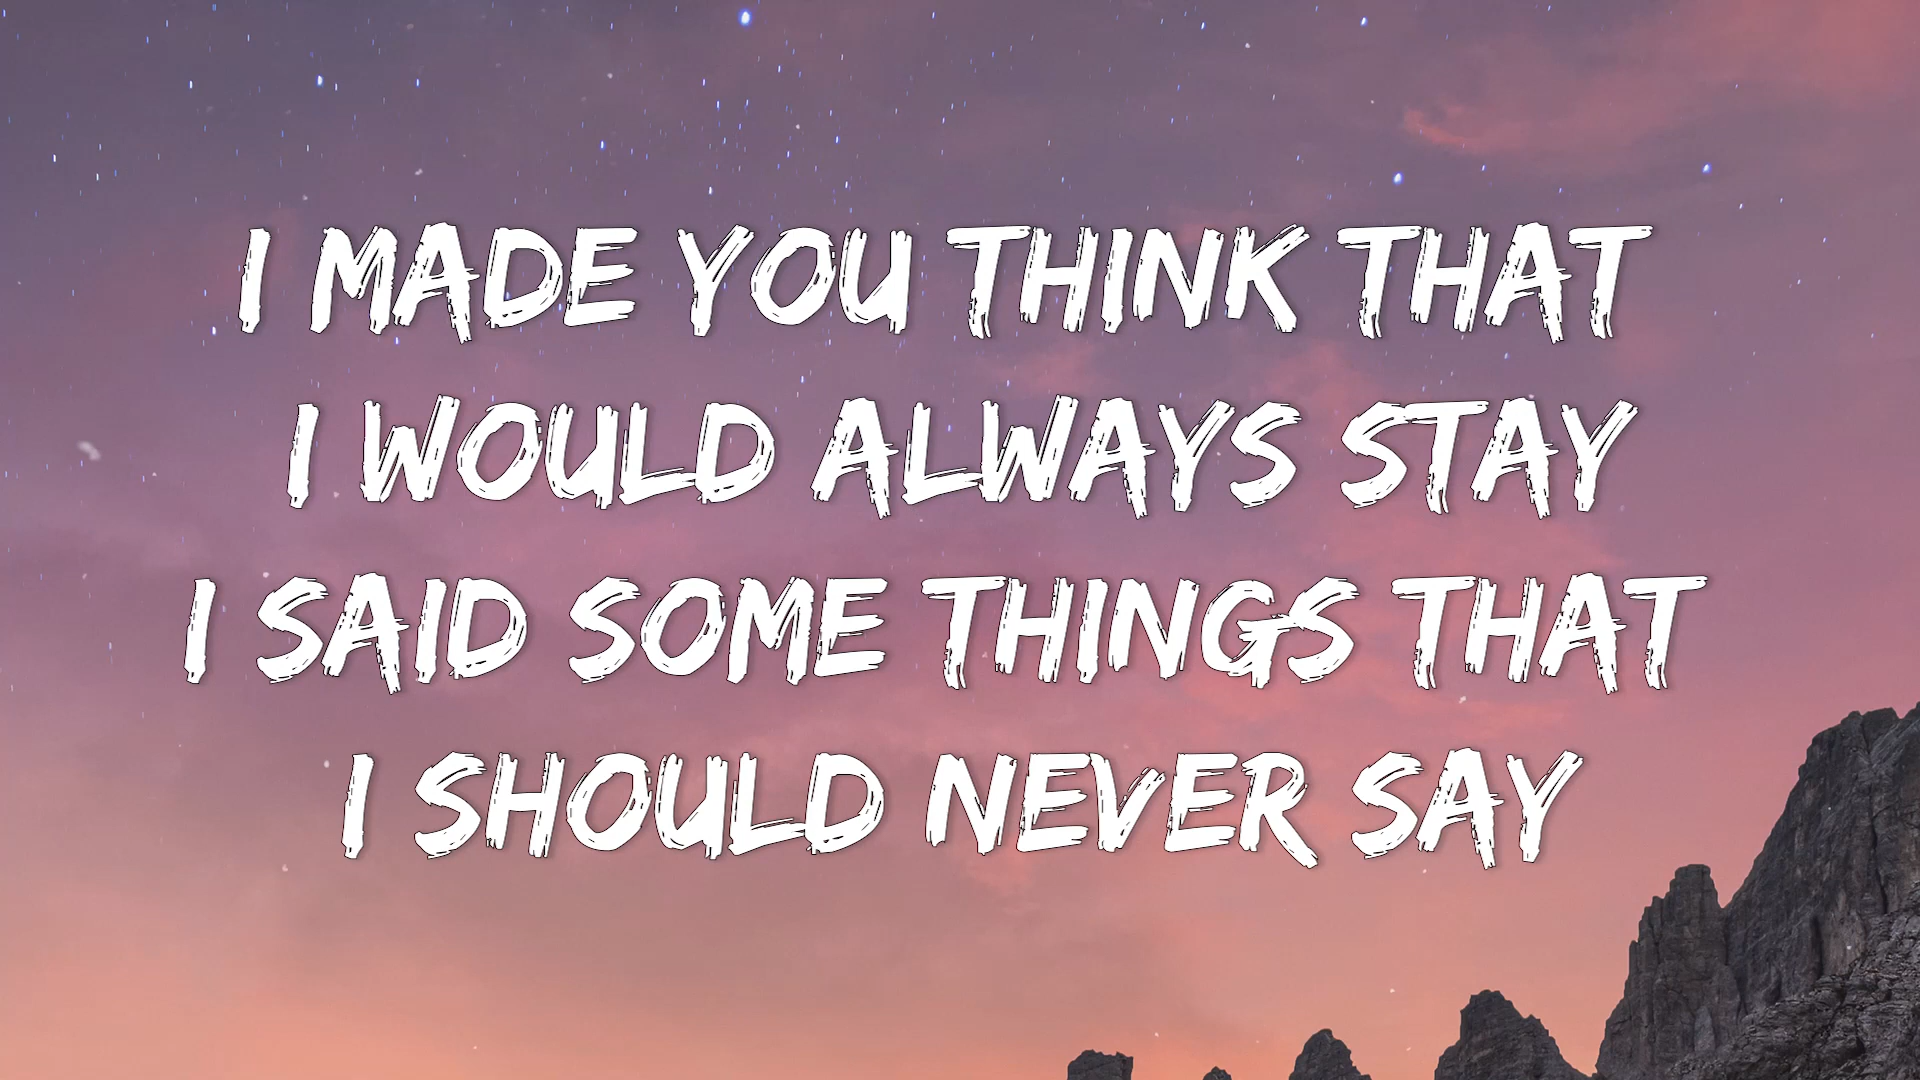 I MADE YOU THINK THAT
I WOULD ALWAYS STAY
I SAID SOME THINGS THAT
I SHOULD NEVER SAY